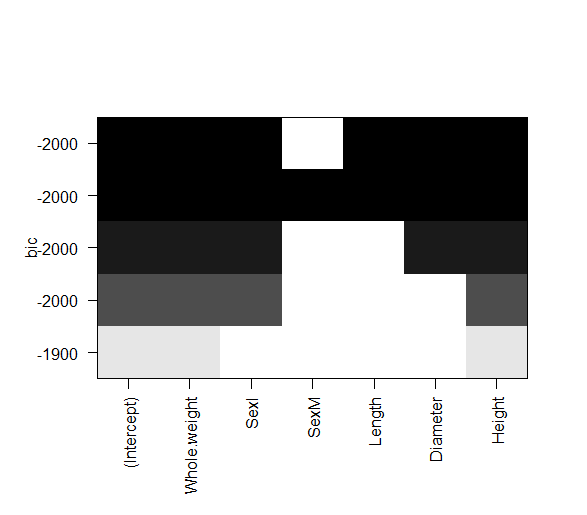 bic
-2000
-2000
-2000
-2000
-1900
(Intercept)
Whole.weight
SexI
SexM
Length
Diameter
Height